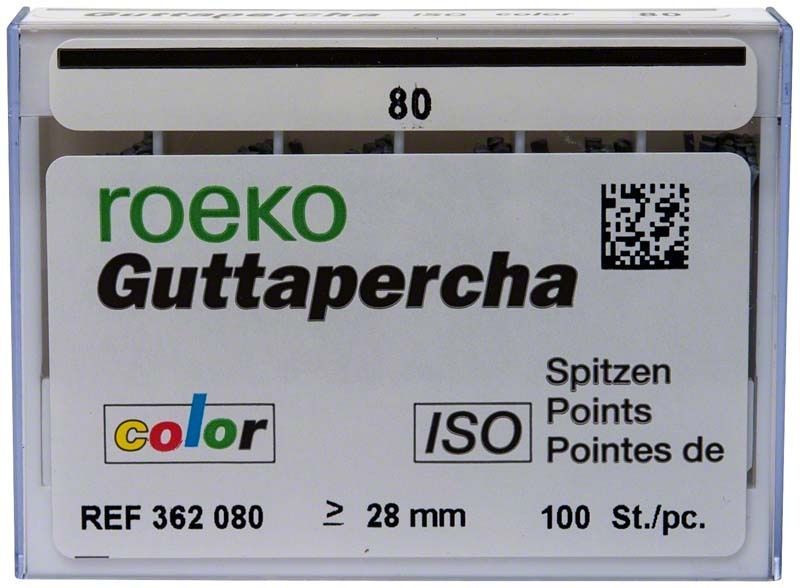 Guttapercha ISO color 80
80
roeko
Guttapercha
Spitzen
color ISO Points
Pointes de
REF 362 080 ≥ 28 mm 100 St./pc.